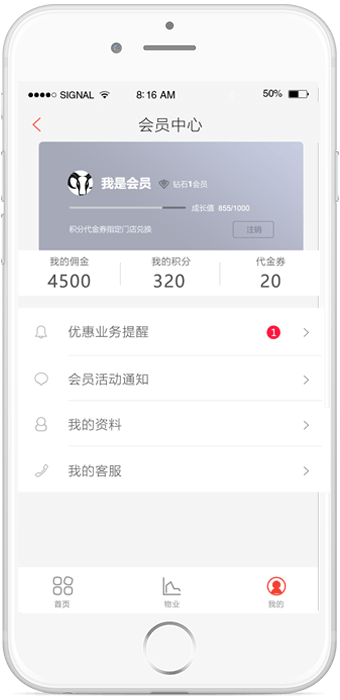 SIGNAL 8:16 AM 50%
会员中心
我是会员 钻石1会员
成长值 855/1000
积分代金券指定门店兑换 注销
我的佣金 我的积分 代金券
4500 320 20
优惠业务提醒 1
会员活动通知
我的资料
我的客服
首页 物业 我的